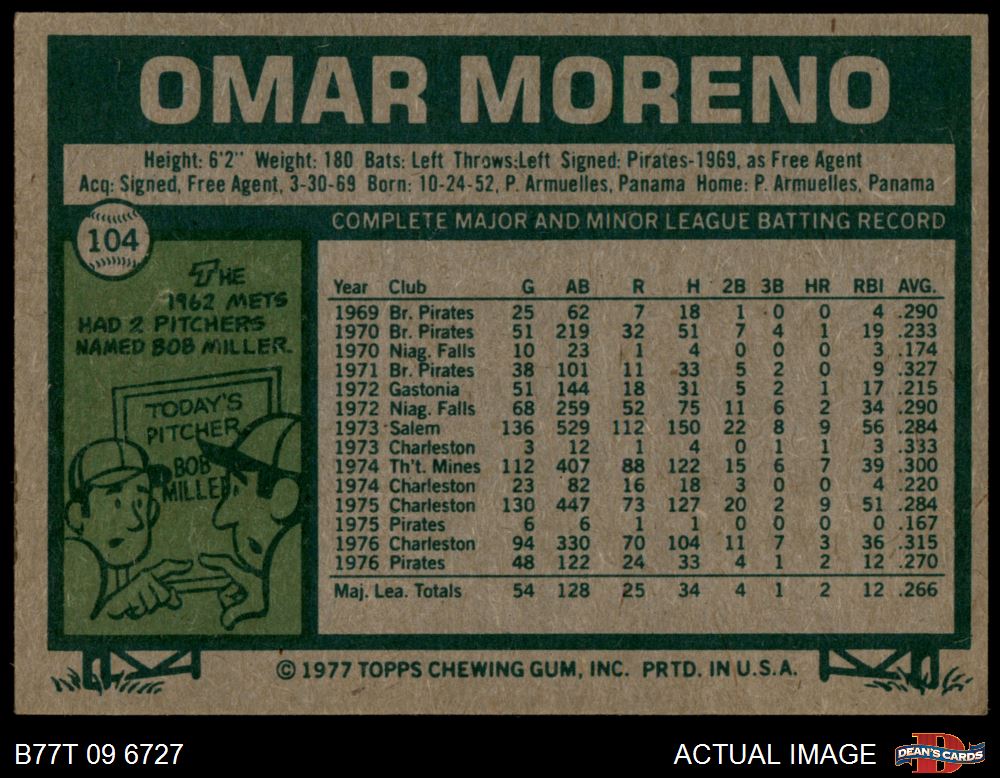 OMAR MORENO
Height: 6'2" Weight: 180 Bats: Left Throws:Left Signed: Pirates-1969, as Free Agent
Acq: Signed, Free Agent, 3-30-69 Born: 10-24-52, P. Armuelles, Panama Home: P. Armuelles, Panama
104
COMPLETE MAJOR AND MINOR LEAGUE BATTING RECORD
THE
1962 METS
HAD 2 PITCHERS
NAMED BOB MILLER.
TODAY'S
PITCHER
BOB
MILLER
Year Club G AB R H 2B 3B HR RBI AVG.
1969 Br. Pirates 25 62 7 18 1 0 0 4 .290
1970 Br. Pirates 51 219 32 51 7 4 1 19 .233
1970 Niag. Falls 10 23 1 4 0 0 0 3 .174
1971 Br. Pirates 38 101 11 33 5 2 0 9 .327
1972 Gastonia 51 144 18 31 5 2 1 17 .215
1972 Niag. Falls 68 259 52 75 11 6 2 34 .290
1973 Salem 136 529 112 150 22 8 9 56 .284
1973 Charleston 3 12 1 4 0 1 1 3 .333
1974 Th't. Mines 112 407 88 122 15 6 7 39 .300
1974 Charleston 23 82 16 18 3 0 0 4 .220
1975 Charleston 130 447 73 127 20 2 9 51 .284
1975 Pirates 6 6 1 1 0 0 0 0 .167
1976 Charleston 94 330 70 104 11 7 3 36 .315
1976 Pirates 48 122 24 33 4 1 2 12 .270
Maj. Lea. Totals 54 128 25 34 4 1 2 12 .266
© 1977 TOPPS CHEWING GUM, INC. PRTD. IN U.S.A.
B77T 09 6727
ACTUAL IMAGE
D
DEAN'S CARDS